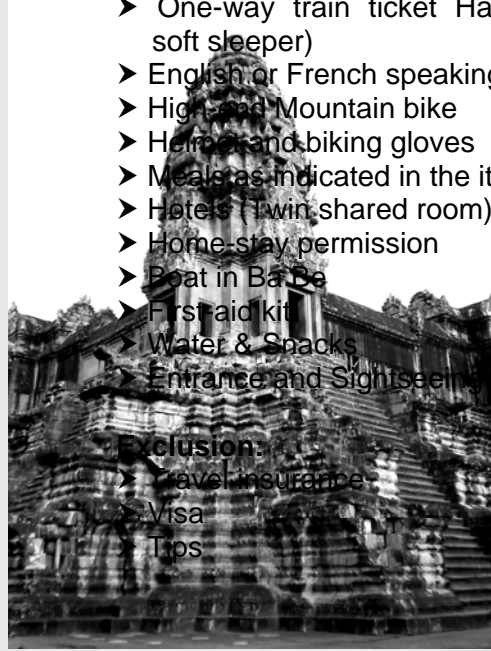 ➤ One-way train ticket Ha
soft sleeper)
➤ English or French speaking
➤ High-end Mountain bike
➤ Helmet and biking gloves
➤ Meals as indicated in the it
➤ Hotels (Twin shared room)
➤ Home-stay permission
➤ Boat in Ba Be
➤ First-aid kit
➤ Water & Snacks
➤ Entrance and Sightseeing
Exclusion:
➤ Travel insurance
➤ Visa
➤ Tips